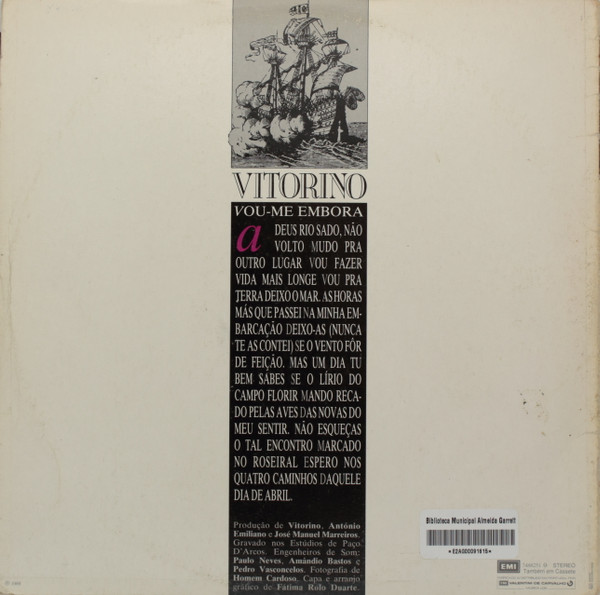 VITORINO
VOU-ME EMBORA
aDEUS RIO SADO, NÃO
VOLTO MUDO PRA
OUTRO LUGAR VOU FAZER
VIDA MAIS LONGE VOU PRA
TERRA DEIXO O MAR. AS HORAS
MÁS QUE PASSEI NA MINHA EM-
BARCAÇÃO DEIXO-AS (NUNCA
TE AS CONTEI) SE O VENTO FÔR
DE FEIÇÃO. MAS UM DIA TU
BEM SABES SE O LÍRIO DO
CAMPO FLORIR MANDO RECA-
DO PELAS AVES DAS NOVAS DO
MEU SENTIR. NÃO ESQUEÇAS
O TAL ENCONTRO MARCADO
NO ROSEIRAL ESPERO NOS
QUATRO CAMINHOS DAQUELE
DIA DE ABRIL.
Produção de Vitorino, António
Emiliano e José Manuel Marreiros.
Gravado nos Estúdios de Paço
D'Arcos. Engenheiros de Som:
Paulo Neves, Amândio Bastos e
Pedro Vasconcelos. Fotografia de
Homem Cardoso. Capa e arranjo
gráfico de Fátima Rolo Duarte.
Biblioteca Municipal Almeida Garrett
*E2A000091615*
EMI
STEREO
Também em Cassete
VALENTIM DE CARVALHO